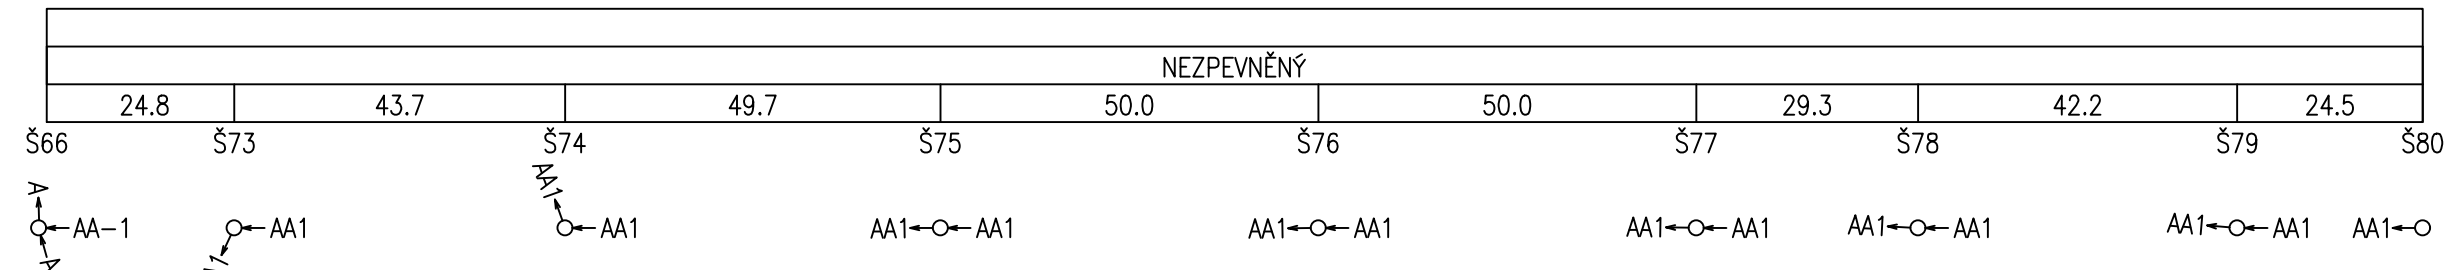 NEZPEVNĚNÝ
24.8 43.7 49.7 50.0 50.0 29.3 42.2 24.5
Š66 Š73 Š74 Š75 Š76 Š77 Š78 Š79 Š80
A AA-1 AA1 AA1 AA1 AA1 AA1 AA1 AA1 AA1 AA1 AA1 AA1 AA1 AA1 AA1
A